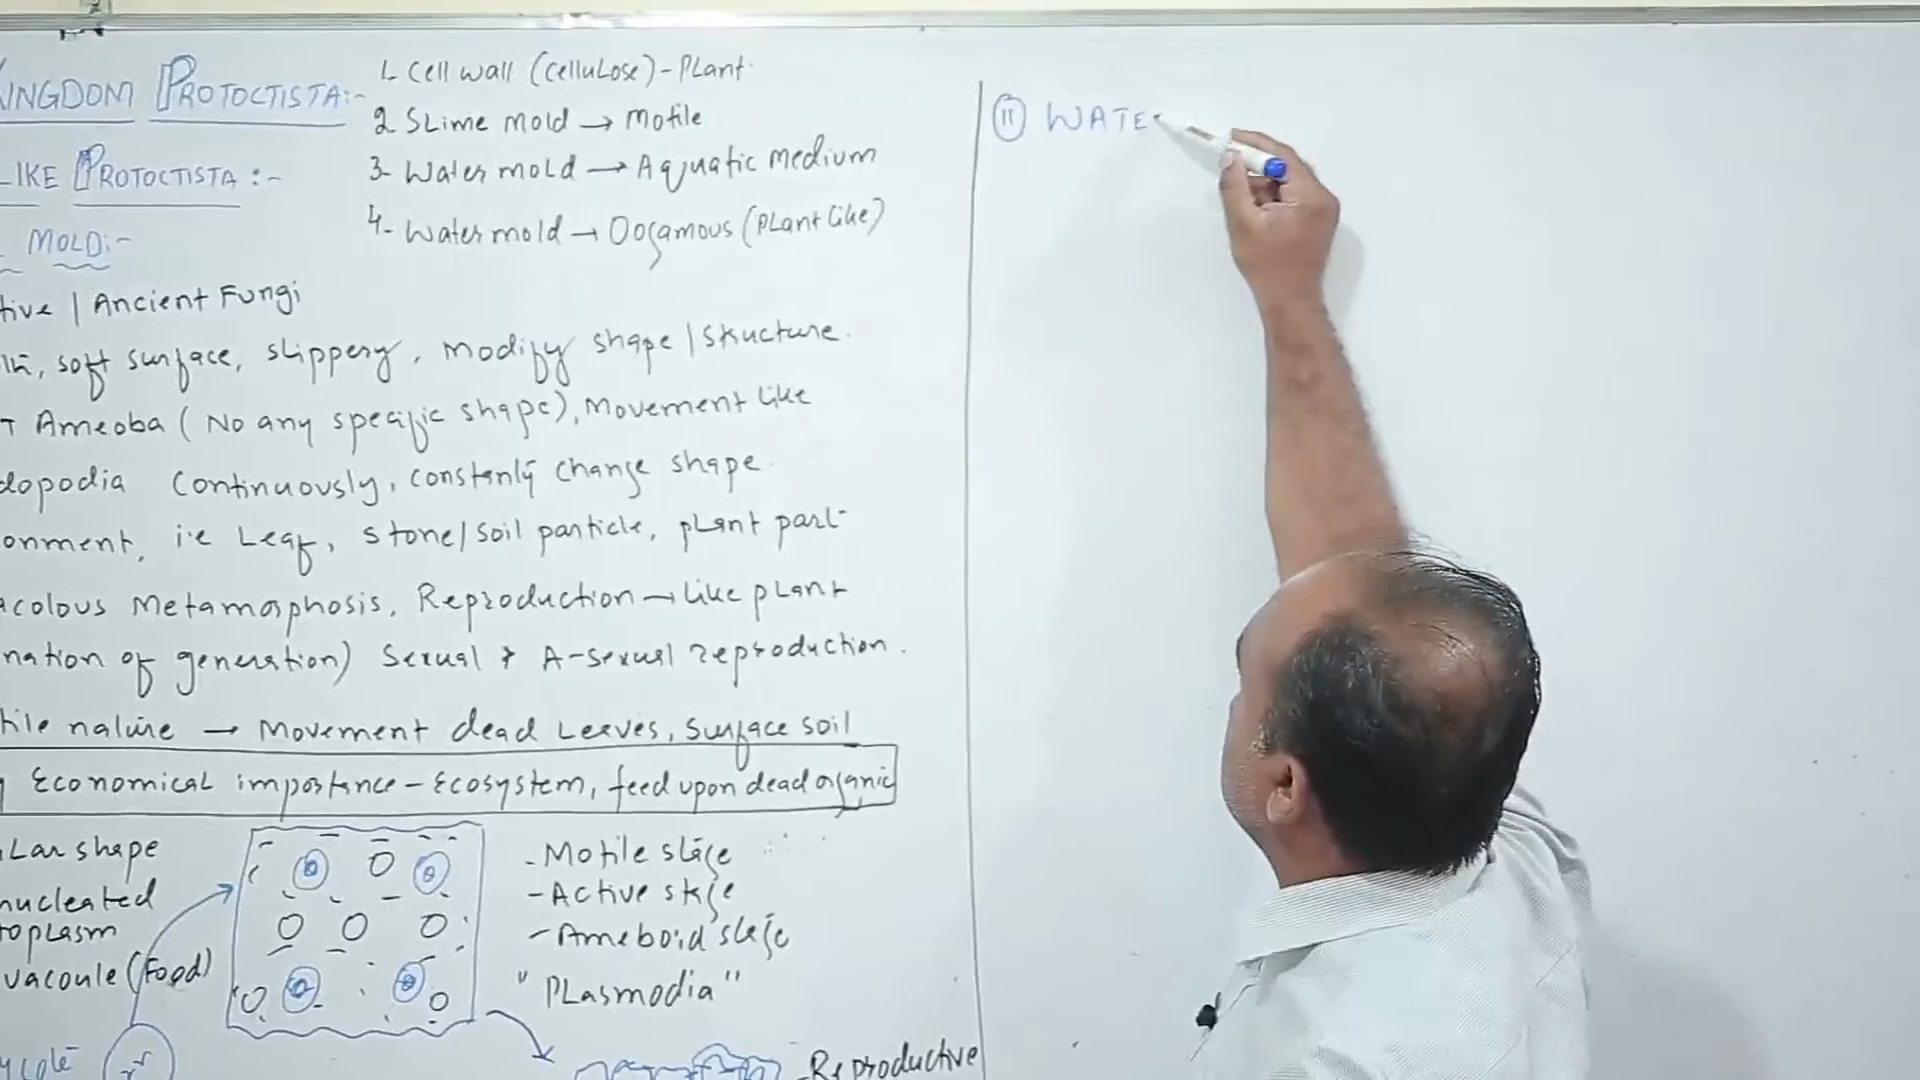 KINGDOM PROTOCTISTA:-
LIKE PROTOCTISTA :-
MOLD:-
1- Cell wall (Cellulose) - Plant
2 Slime mold → Motile
3- Water mold → Aquatic Medium
4- Water mold → Oogamous (Plant like)
tive / Ancient Fungi
soft surface, slippery, Modify shape / structure.
Ameoba (No any specific shape), Movement like
dopodia Continuously, constenly change shape.
onment, i.e Leaf, stone/soil particle, plant part
acolous Metamorphosis, Reproduction → Like plant
nation of generation) Sexual & A-sexual reproduction.
tile nature → Movement dead Leeves, surface soil
Economical importance - Ecosystem, feed upon dead organic
Lar shape
nucleated
toplasm
vacoule (Food)
- Motile stage
- Active stage
- Ameboid stage
" Plasmodia "
- Reproductive
ii WATE